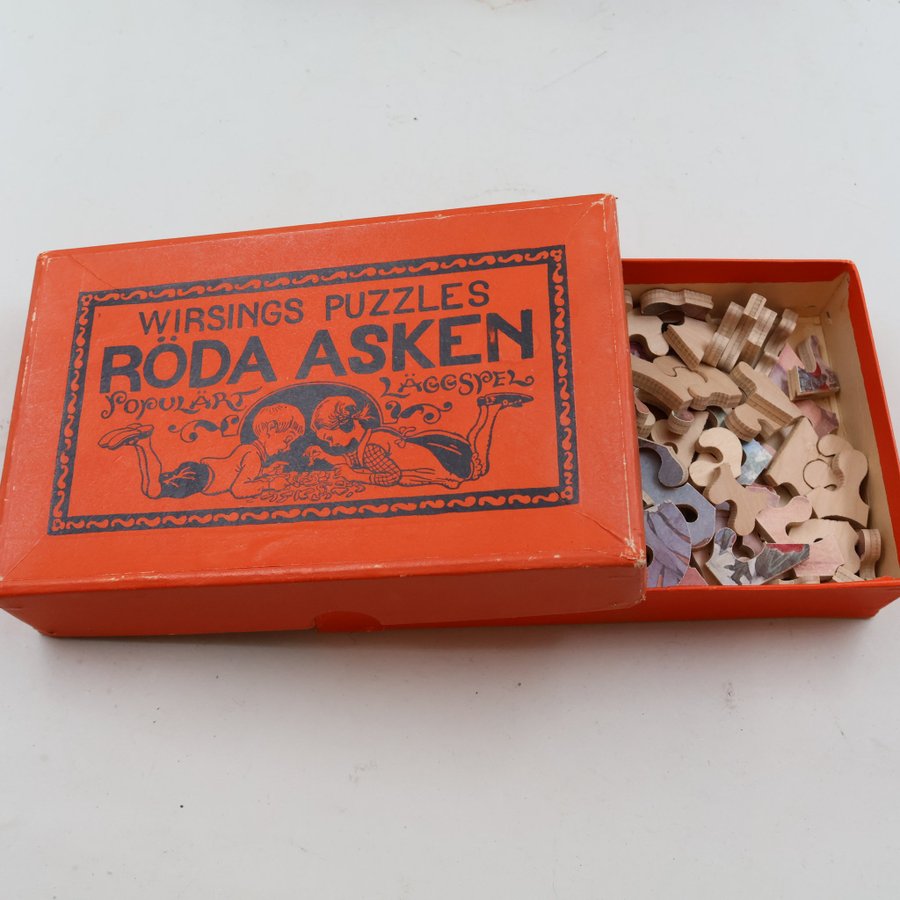 WIRSINGS PUZZLES
RÖDA ASKEN
POPULÄRT LÄGGSPEL